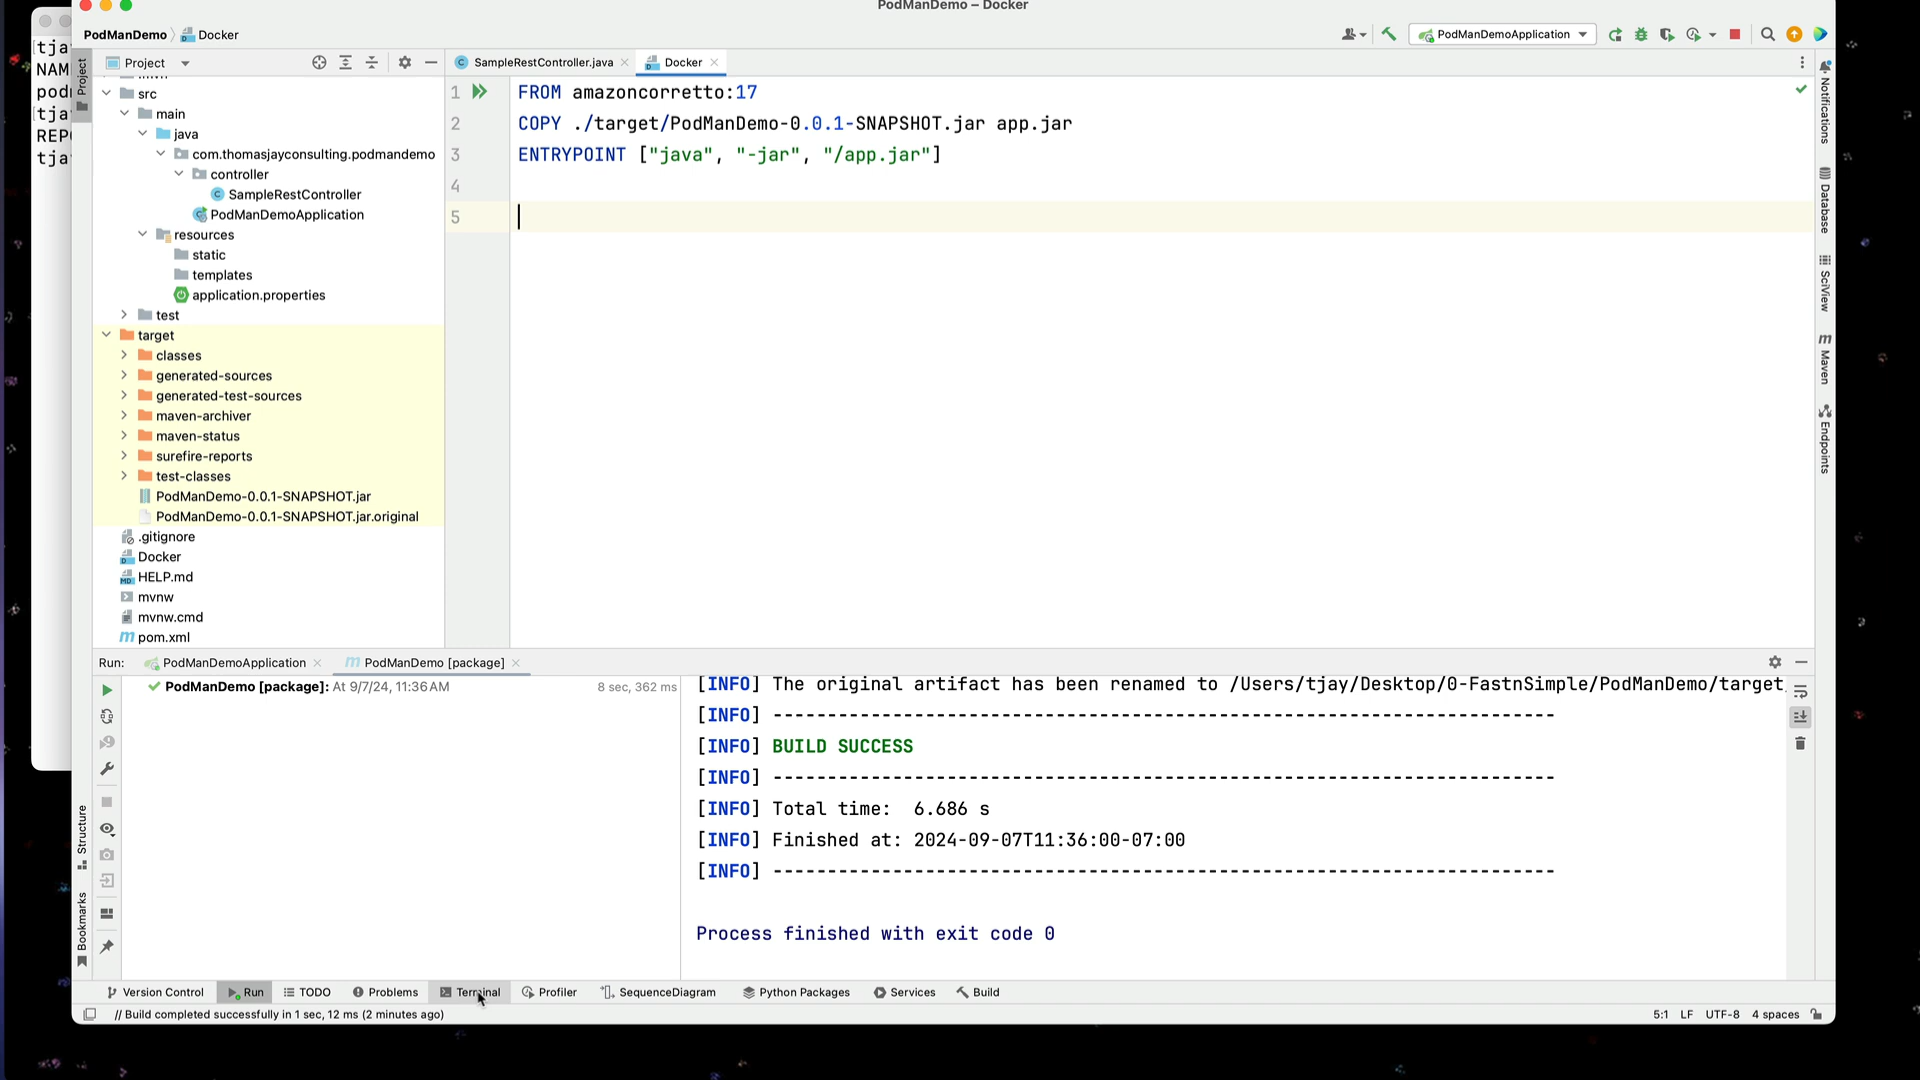 PodManDemo – Docker
PodManDemo
Docker
PodManDemoApplication
tja
NAM
podm
tja
REPO
tja
Project
Project
SampleRestController.java
Docker
src
main
java
com.thomasjayconsulting.podmandemo
controller
SampleRestController
PodManDemoApplication
resources
static
templates
application.properties
test
target
classes
generated-sources
generated-test-sources
maven-archiver
maven-status
surefire-reports
test-classes
PodManDemo-0.0.1-SNAPSHOT.jar
PodManDemo-0.0.1-SNAPSHOT.jar.original
.gitignore
Docker
HELP.md
mvnw
mvnw.cmd
pom.xml
1 FROM amazoncorretto:17
2 COPY ./target/PodManDemo-0.0.1-SNAPSHOT.jar app.jar
3 ENTRYPOINT ["java", "-jar", "/app.jar"]
4
5
Notifications
Database
SciView
Maven
Endpoints
Run: PodManDemoApplication PodManDemo [package]
PodManDemo [package]: At 9/7/24, 11:36 AM 8 sec, 362 ms
[INFO] The original artifact has been renamed to /Users/tjay/Desktop/0-FastnSimple/PodManDemo/target
[INFO] ------------------------------------------------------------------------
[INFO] BUILD SUCCESS
[INFO] ------------------------------------------------------------------------
[INFO] Total time:  6.686 s
[INFO] Finished at: 2024-09-07T11:36:00-07:00
[INFO] ------------------------------------------------------------------------
Process finished with exit code 0
Structure
Bookmarks
Version Control Run TODO Problems Terminal Profiler SequenceDiagram Python Packages Services Build
// Build completed successfully in 1 sec, 12 ms (2 minutes ago) 5:1 LF UTF-8 4 spaces